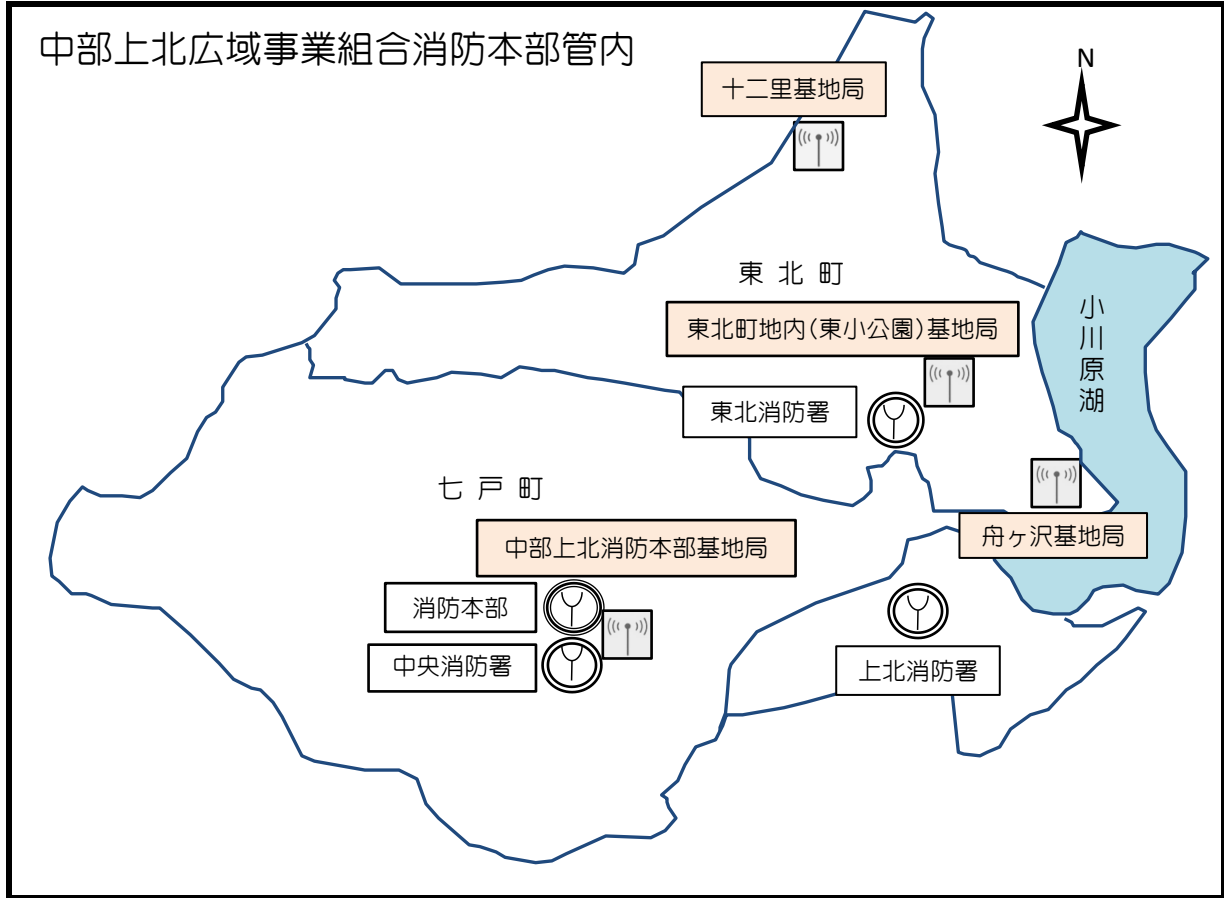 中部上北広域事業組合消防本部管内
N
十二里基地局
東北町
東北町地内(東小公園)基地局
小川原湖
東北消防署
七戸町
舟ヶ沢基地局
中部上北消防本部基地局
消防本部
中央消防署
上北消防署